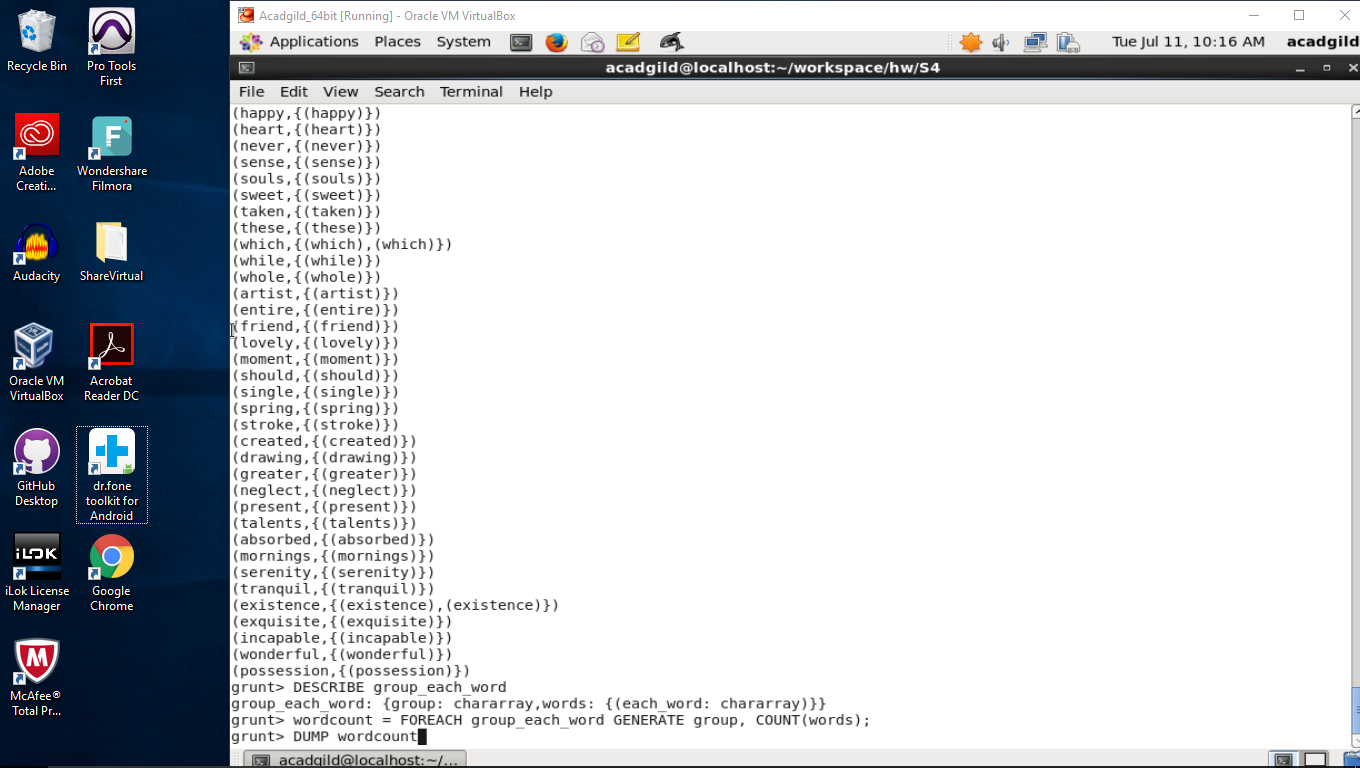 Recycle Bin
Pro Tools
First
Adobe
Creati...
Wondershare
Filmora
Audacity
ShareVirtual
Oracle VM
VirtualBox
Acrobat
Reader DC
GitHub
Desktop
dr.fone
toolkit for
Android
iLOK
iLok License
Manager
Google
Chrome
McAfee®
Total Pr...
Acadgild_64bit [Running] - Oracle VM VirtualBox
Applications Places System Tue Jul 11, 10:16 AM acadgild
acadgild@localhost:~/workspace/hw/S4
File Edit View Search Terminal Help
(happy,{(happy)})
(heart,{(heart)})
(never,{(never)})
(sense,{(sense)})
(souls,{(souls)})
(sweet,{(sweet)})
(taken,{(taken)})
(these,{(these)})
(which,{(which),(which)})
(while,{(while)})
(whole,{(whole)})
(artist,{(artist)})
(entire,{(entire)})
(friend,{(friend)})
(lovely,{(lovely)})
(moment,{(moment)})
(should,{(should)})
(single,{(single)})
(spring,{(spring)})
(stroke,{(stroke)})
(created,{(created)})
(drawing,{(drawing)})
(greater,{(greater)})
(neglect,{(neglect)})
(present,{(present)})
(talents,{(talents)})
(absorbed,{(absorbed)})
(mornings,{(mornings)})
(serenity,{(serenity)})
(tranquil,{(tranquil)})
(existence,{(existence),(existence)})
(exquisite,{(exquisite)})
(incapable,{(incapable)})
(wonderful,{(wonderful)})
(possession,{(possession)})
grunt> DESCRIBE group_each_word
group_each_word: {group: chararray,words: {(each_word: chararray)}}
grunt> wordcount = FOREACH group_each_word GENERATE group, COUNT(words);
grunt> DUMP wordcount
acadgild@localhost:~/...